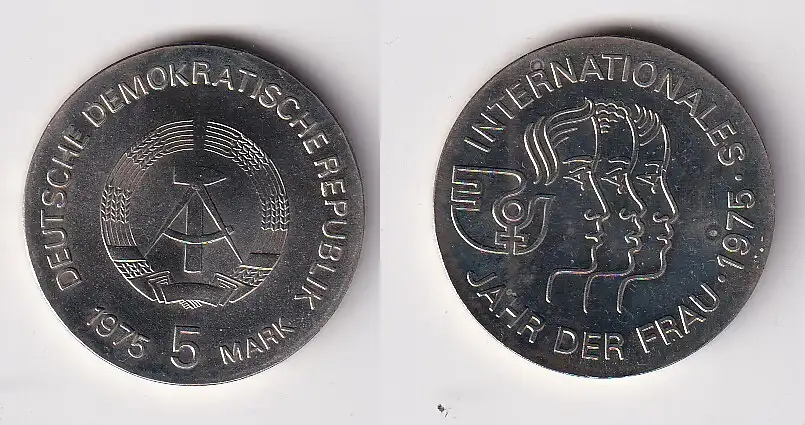 DEUTSCHE DEMOKRATISCHE REPUBLIK
1975 5 MARK
INTERNATIONALES
JAHR DER FRAU · 1975 ·